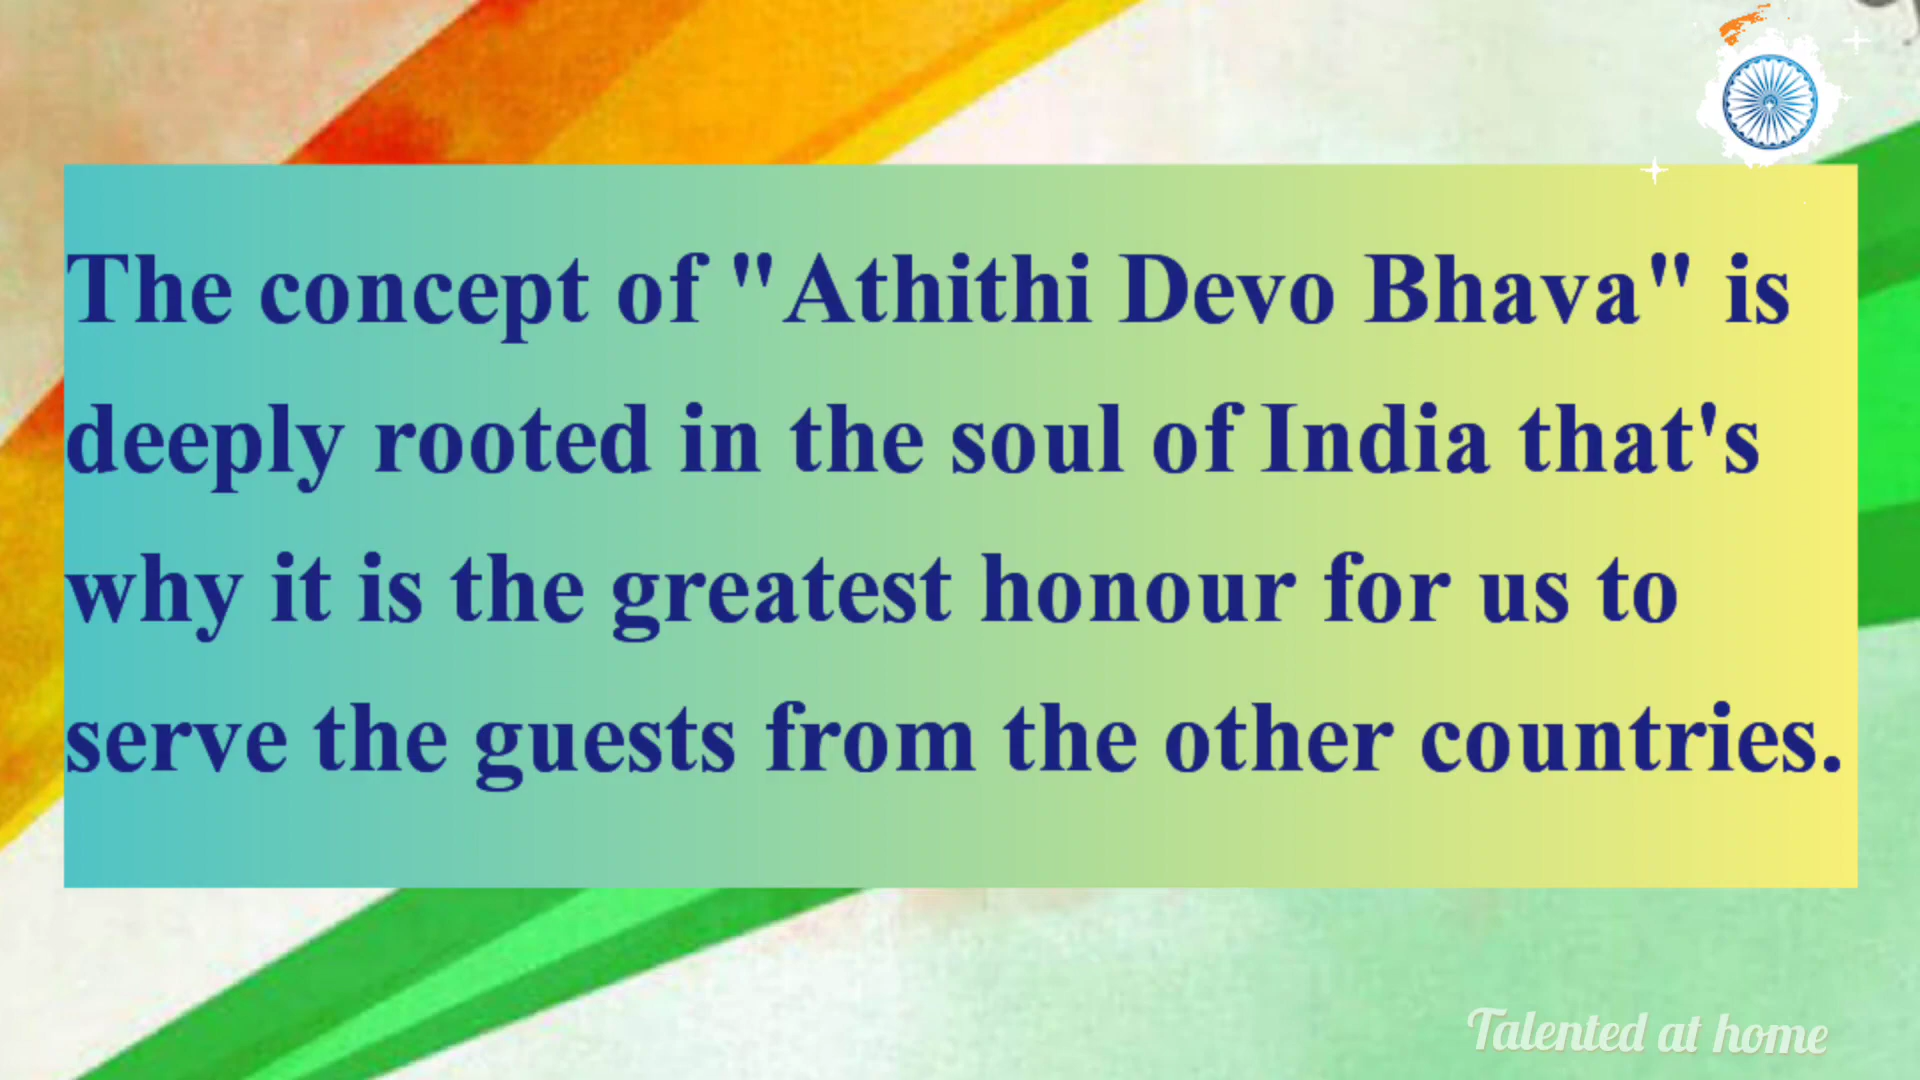 The concept of "Athithi Devo Bhava" is
deeply rooted in the soul of India that's
why it is the greatest honour for us to
serve the guests from the other countries.
Talented at home